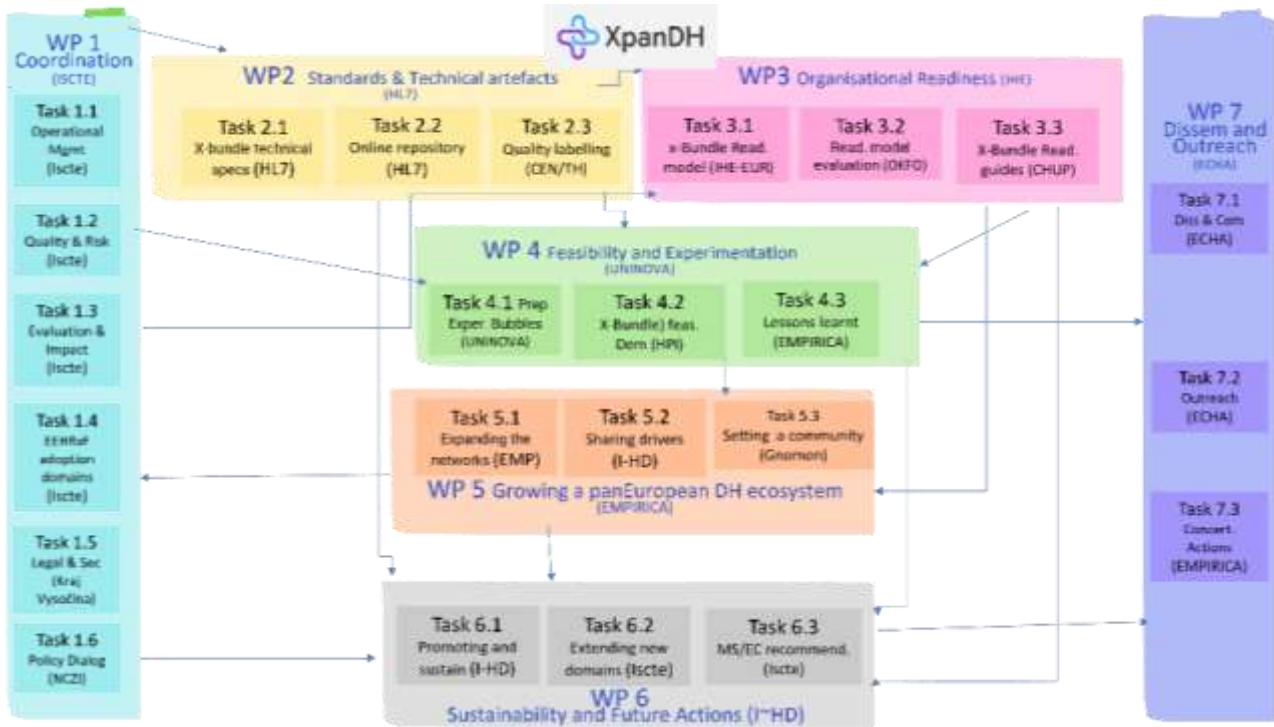 XpanDH
WP 1
Coordination
(ISCTE)
Task 1.1
Operational
Mgmt
(Iscte)
Task 1.2
Quality & Risk
(Iscte)
Task 1.3
Evaluation &
Impact
(Iscte)
Task 1.4
adoption
domains
(Iscte)
Task 1.5
Legal & Sec
(Kraj
Vysočina)
Task 1.6
Policy Dialog
(NCZI)
WP2 Standards & Technical artefacts
(HL7)
Task 2.1
X-bundle technical
specs (HL7)
Task 2.2
Online repository
(HL7)
Task 2.3
Quality labelling
(CEN/TH)
WP3 Organisational Readiness (IHE)
Task 3.1
x-Bundle Read.
model (IHE-EUR)
Task 3.2
Read. model
evaluation
Task 3.3
X-Bundle Read.
guides (CHUP)
WP 4 Feasibility and Experimentation
(UNINOVA)
Task 4.1 Prep
Exper. Bubbles
(UNINOVA)
Task 4.2
X-Bundle) feas.
Dem (HPI)
Task 4.3
Lessons learnt
(EMPIRICA)
Task 5.1
Expanding the
networks (EMP)
Task 5.2
Sharing drivers
(I-HD)
Task 5.3
Setting a community
(Gnomon)
WP 5 Growing a panEuropean DH ecosystem
(EMPIRICA)
Task 6.1
Promoting and
sustain (I-HD)
Task 6.2
Extending new
domains (Iscte)
Task 6.3
MS/EC recommend.
(Iscte)
WP 6
Sustainability and Future Actions (I~HD)
WP 7
Dissem and
Outreach
(ECHA)
Task 7.1
Diss & Com
(ECHA)
Task 7.2
Outreach
(ECHA)
Task 7.3
Concert.
Actions
(EMPIRICA)